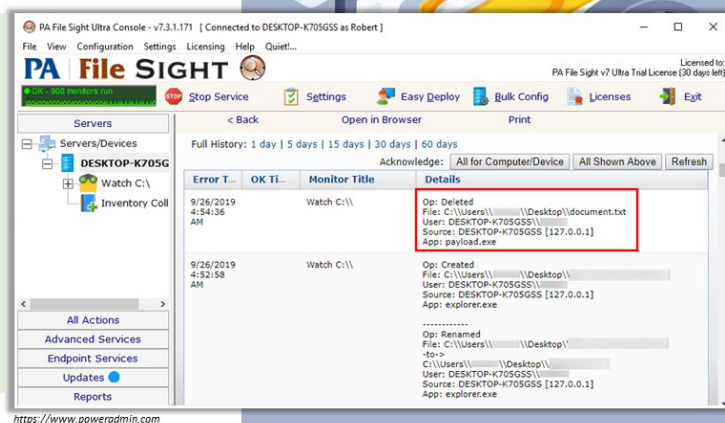 PA File Sight Ultra Console - v7.3.1.171 [ Connected to DESKTOP-K705GSS as Robert ]
File View Configuration Settings Licensing Help Quiet!...
PA File SIGHT
Licensed to:
PA File Sight v7 Ultra Trial License (30 days left)
OK - 908 monitors run
STOP Stop Service Settings Easy Deploy Bulk Config Licenses Exit
Servers
< Back Open in Browser Print
Servers/Devices
DESKTOP-K705G
Watch C:\
Inventory Coll
Full History: 1 day | 5 days | 15 days | 30 days | 60 days
Acknowledge: All for Computer/Device All Shown Above Refresh
Error T... OK Ti... Monitor Title Details
9/26/2019
4:54:36
AM
Watch C:\\
Op: Deleted
File: C:\\Users\\ \\Desktop\\document.txt
User: DESKTOP-K705GSS\\
Source: DESKTOP-K705GSS [127.0.0.1]
App: payload.exe
9/26/2019
4:52:58
AM
Watch C:\\
Op: Created
File: C:\\Users\\ \\Desktop\\
User: DESKTOP-K705GSS\\
Source: DESKTOP-K705GSS [127.0.0.1]
App: explorer.exe
------------
Op: Renamed
File: C:\\Users\\ \\Desktop\
-to->
C:\\Users\\ \\Desktop\\
User: DESKTOP-K705GSS\\
Source: DESKTOP-K705GSS [127.0.0.1]
App: explorer.exe
All Actions
Advanced Services
Endpoint Services
Updates
Reports
https://www.poweradmin.com